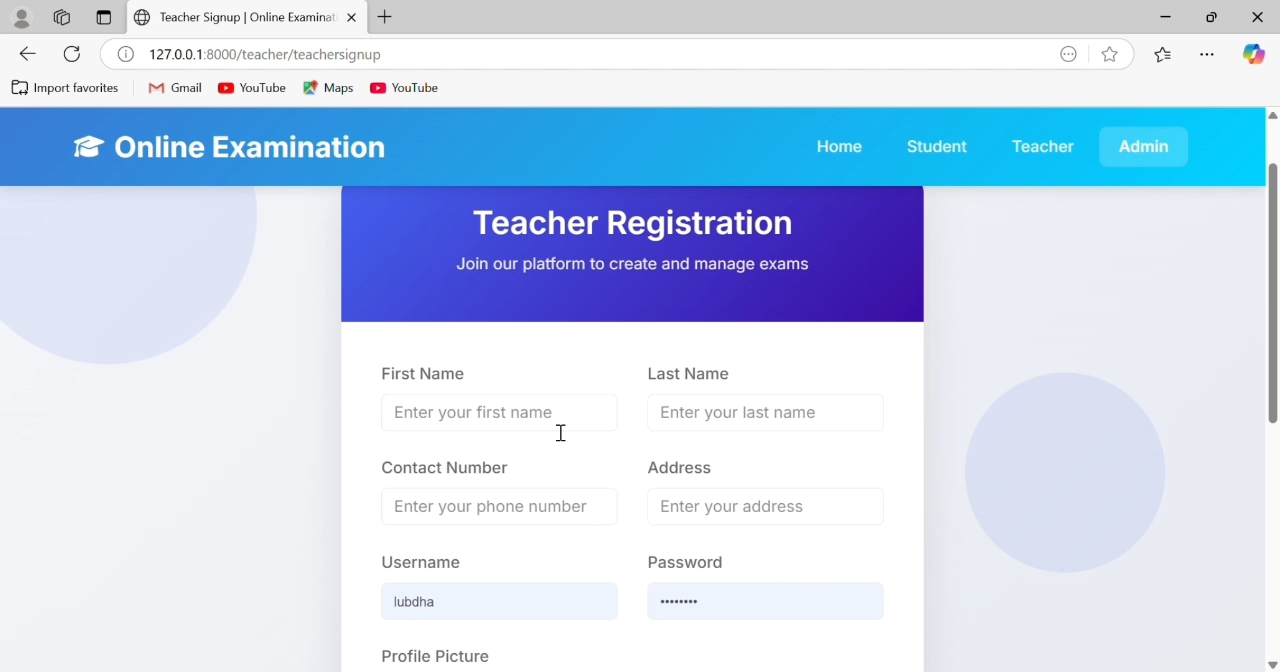 Teacher Signup | Online Examinat
127.0.0.1:8000/teacher/teachersignup
Import favorites Gmail YouTube Maps YouTube
Online Examination Home Student Teacher Admin
Teacher Registration
Join our platform to create and manage exams
First Name Last Name
Enter your first name Enter your last name
Contact Number Address
Enter your phone number Enter your address
Username Password
lubdha ••••••••
Profile Picture